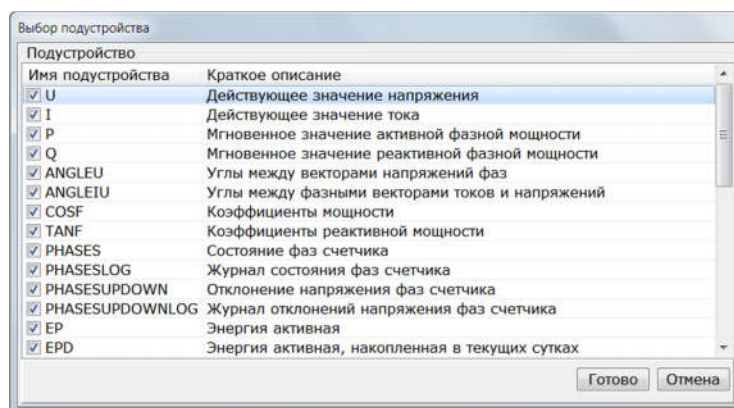 Выбор подустройства
Подустройство
Имя подустройства Краткое описание
U Действующее значение напряжения
I Действующее значение тока
P Мгновенное значение активной фазной мощности
Q Мгновенное значение реактивной фазной мощности
ANGLEU Углы между векторами напряжений фаз
ANGLEIU Углы между фазными векторами токов и напряжений
COSF Коэффициенты мощности
TANF Коэффициенты реактивной мощности
PHASES Состояние фаз счетчика
PHASESLOG Журнал состояния фаз счетчика
PHASESUPDOWN Отклонение напряжения фаз счетчика
PHASESUPDOWNLOG Журнал отклонений напряжения фаз счетчика
EP Энергия активная
EPD Энергия активная, накопленная в текущих сутках
Готово Отмена